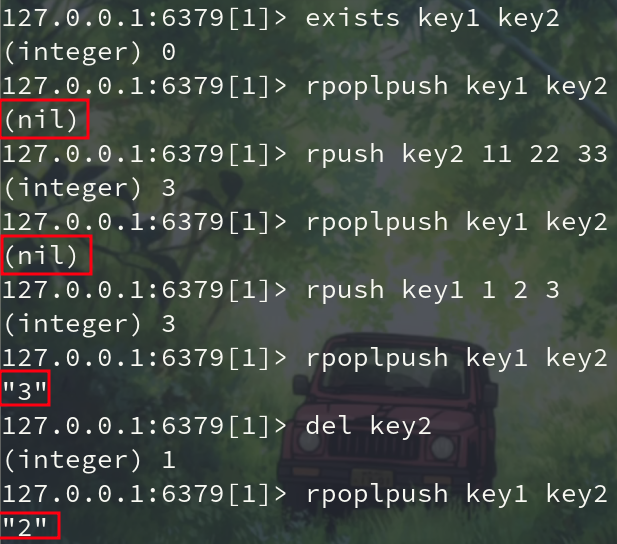 127.0.0.1:6379[1]> exists key1 key2
(integer) 0
127.0.0.1:6379[1]> rpoplpush key1 key2
(nil)
127.0.0.1:6379[1]> rpush key2 11 22 33
(integer) 3
127.0.0.1:6379[1]> rpoplpush key1 key2
(nil)
127.0.0.1:6379[1]> rpush key1 1 2 3
(integer) 3
127.0.0.1:6379[1]> rpoplpush key1 key2
"3"
127.0.0.1:6379[1]> del key2
(integer) 1
127.0.0.1:6379[1]> rpoplpush key1 key2
"2"